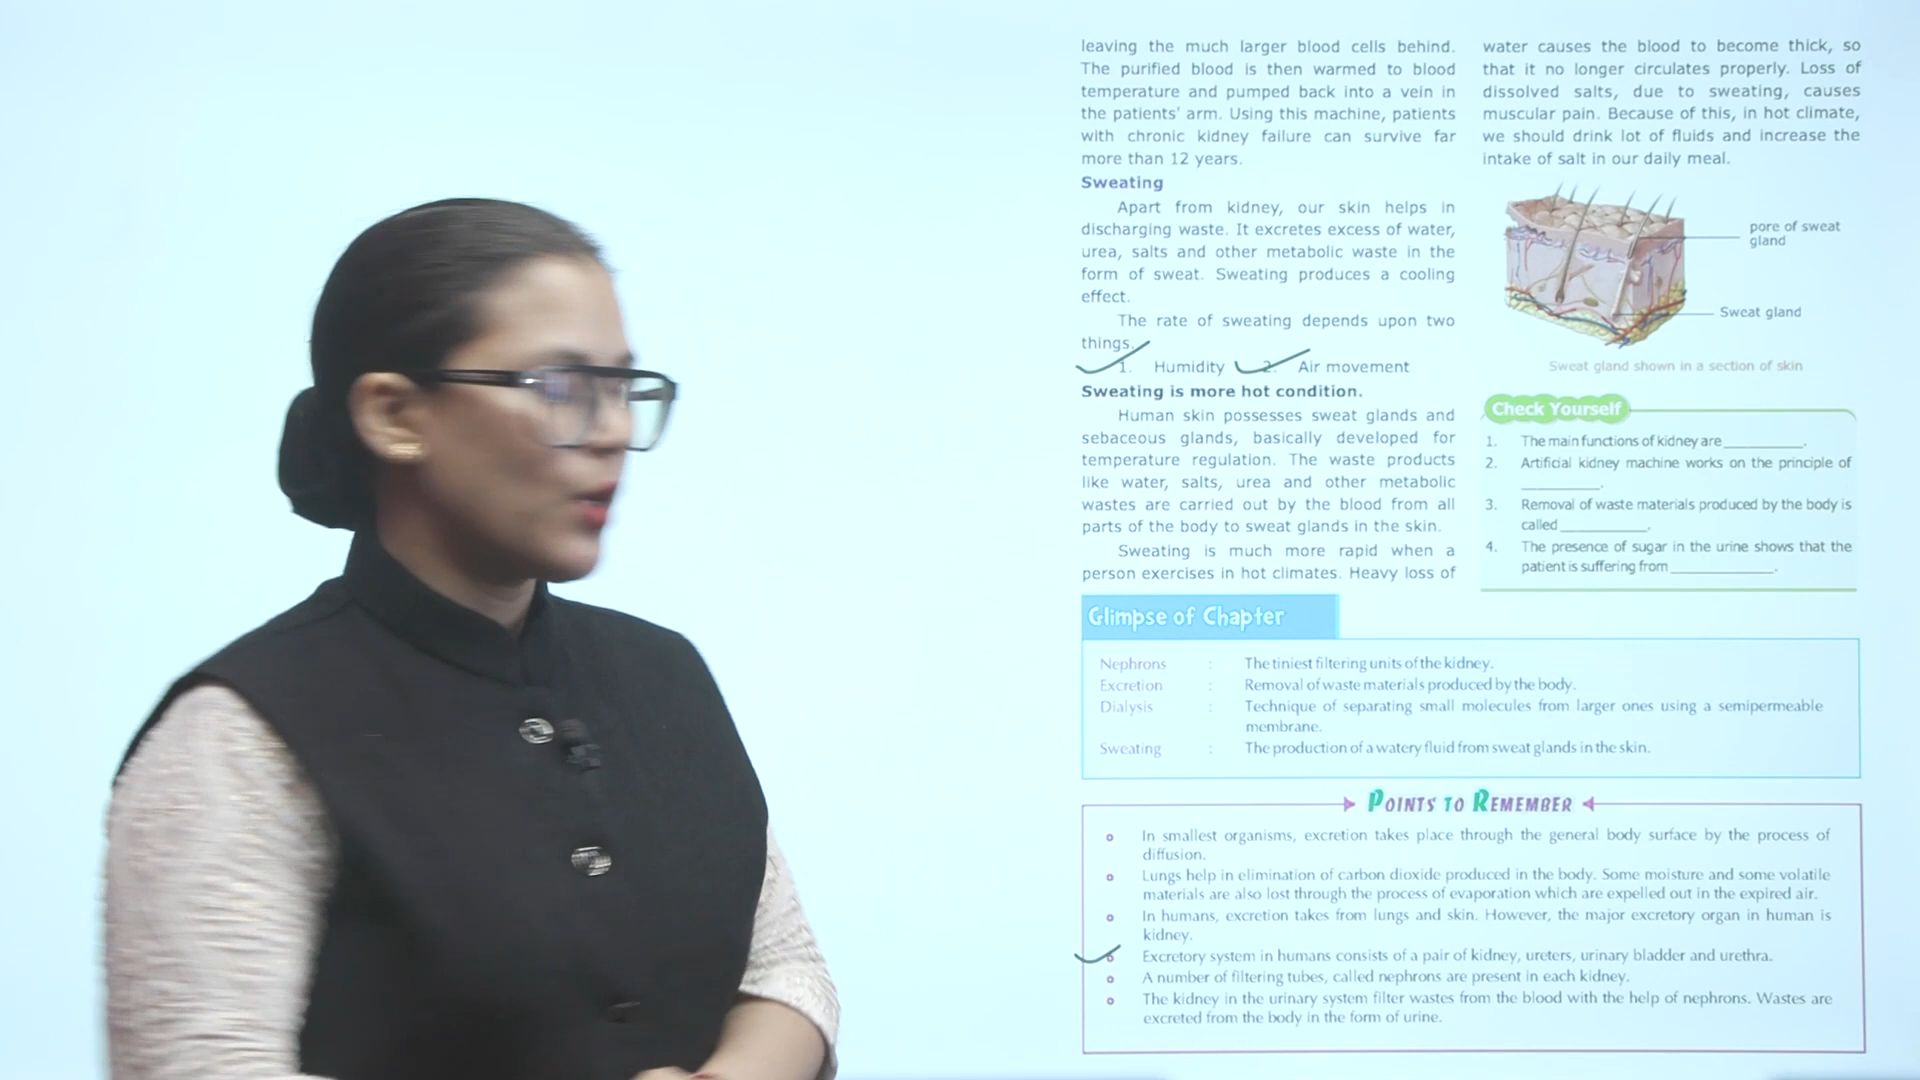 leaving the much larger blood cells behind.
The purified blood is then warmed to blood
temperature and pumped back into a vein in
the patients' arm. Using this machine, patients
with chronic kidney failure can survive far
more than 12 years.
Sweating
Apart from kidney, our skin helps in
discharging waste. It excretes excess of water,
urea, salts and other metabolic waste in the
form of sweat. Sweating produces a cooling
effect.
The rate of sweating depends upon two
things.
1. Humidity 2. Air movement
Sweating is more hot condition.
Human skin possesses sweat glands and
sebaceous glands, basically developed for
temperature regulation. The waste products
like water, salts, urea and other metabolic
wastes are carried out by the blood from all
parts of the body to sweat glands in the skin.
Sweating is much more rapid when a
person exercises in hot climates. Heavy loss of
water causes the blood to become thick, so
that it no longer circulates properly. Loss of
dissolved salts, due to sweating, causes
muscular pain. Because of this, in hot climate,
we should drink lot of fluids and increase the
intake of salt in our daily meal.
pore of sweat
gland
Sweat gland
Sweat gland shown in a section of skin
Check Yourself
1. The main functions of kidney are __________.
2. Artificial kidney machine works on the principle of
__________.
3. Removal of waste materials produced by the body is
called ___________.
4. The presence of sugar in the urine shows that the
patient is suffering from _____________.
Glimpse of Chapter
Nephrons : The tiniest filtering units of the kidney.
Excretion : Removal of waste materials produced by the body.
Dialysis : Technique of separating small molecules from larger ones using a semipermeable
membrane.
Sweating : The production of a watery fluid from sweat glands in the skin.
POINTS TO REMEMBER
In smallest organisms, excretion takes place through the general body surface by the process of
diffusion.
Lungs help in elimination of carbon dioxide produced in the body. Some moisture and some volatile
materials are also lost through the process of evaporation which are expelled out in the expired air.
In humans, excretion takes from lungs and skin. However, the major excretory organ in human is
kidney.
Excretory system in humans consists of a pair of kidney, ureters, urinary bladder and urethra.
A number of filtering tubes, called nephrons are present in each kidney.
The kidney in the urinary system filter wastes from the blood with the help of nephrons. Wastes are
excreted from the body in the form of urine.